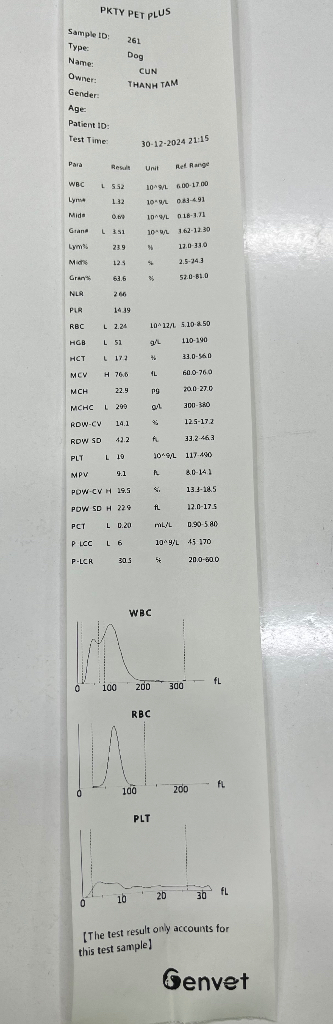 PKTY PET PLUS
Sample ID: 261
Type: Dog
Name: CUN
Owner: THANH TAM
Gender:
Age:
Patient ID:
Test Time: 30-12-2024 21:15
Para Result Unit Ref. Range
WBC L 5.52 10^9/L 6.00-17.00
Lym# 1.32 10^9/L 0.83-4.91
Mid# 0.69 10^9/L 0.18-3.71
Gran# L 3.51 10^9/L 3.62-12.30
Lym% 23.9 % 12.0-33.0
Mid% 12.5 % 2.5-24.3
Gran% 63.6 % 52.0-81.0
NLR 2.66
PLR 14.39
RBC L 2.24 10^12/L 5.10-8.50
HGB L 51 g/L 110-190
HCT L 17.2 % 33.0-56.0
MCV H 76.6 fL 60.0-76.0
MCH 22.9 pg 20.0-27.0
MCHC L 299 g/L 300-380
RDW-CV 14.1 % 12.5-17.2
RDW SD 42.2 fL 33.2-46.3
PLT L 19 10^9/L 117-490
MPV 9.1 fL 8.0-14.1
PDW-CV H 19.5 % 13.3-18.5
PDW SD H 22.9 fL 12.0-17.5
PCT L 0.20 mL/L 0.90-5.80
P LCC L 6 10^9/L 45 170
P-LCR 30.5 % 20.0-60.0
WBC
0 100 200 300 fL
RBC
0 100 200 fL
PLT
0 10 20 30 fL
[The test result only accounts for
this test sample]
Genvet